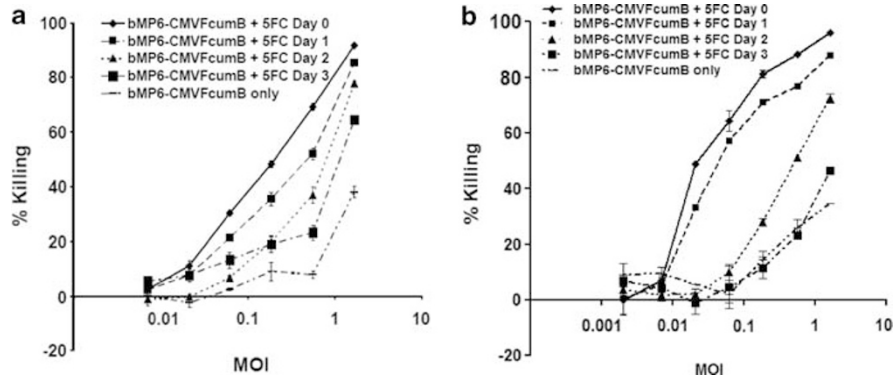 a
bMP6-CMVFcumB + 5FC Day 0
bMP6-CMVFcumB + 5FC Day 1
bMP6-CMVFcumB + 5FC Day 2
bMP6-CMVFcumB + 5FC Day 3
bMP6-CMVFcumB only
% Killing
100
80
60
40
20
0
-20
0.01
0.1
1
10
MOI
b
bMP6-CMVFcumB + 5FC Day 0
bMP6-CMVFcumB + 5FC Day 1
bMP6-CMVFcumB + 5FC Day 2
bMP6-CMVFcumB + 5FC Day 3
bMP6-CMVFcumB only
% Killing
100
80
60
40
20
0
-20
0.001
0.01
0.1
1
10
MOI